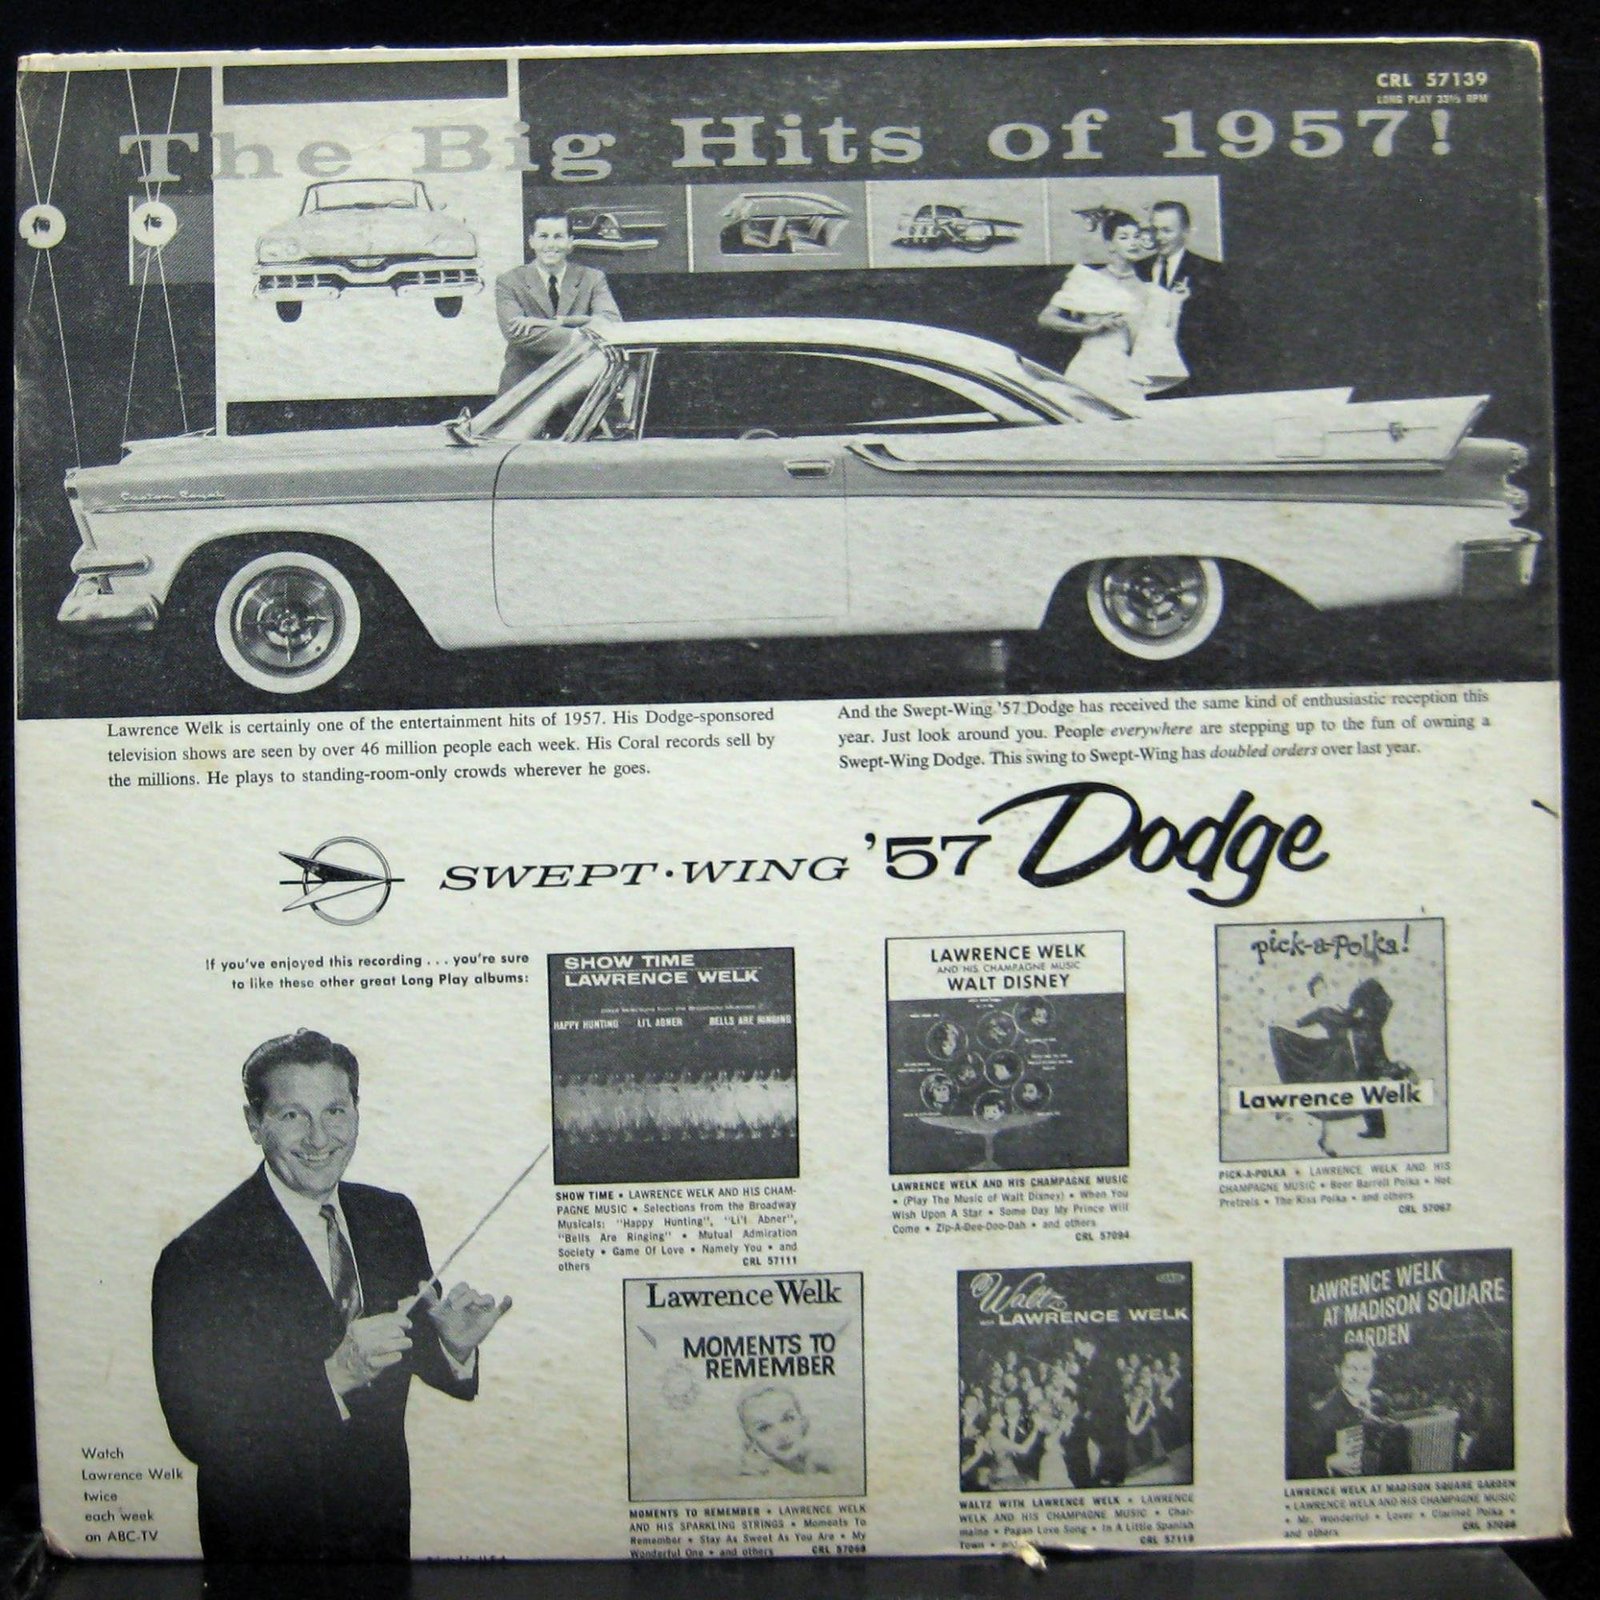 CRL 57139
LONG PLAY 33⅓ RPM
The Big Hits of 1957!
Custom Royal
Lawrence Welk is certainly one of the entertainment hits of 1957. His Dodge-sponsored
television shows are seen by over 46 million people each week. His Coral records sell by
the millions. He plays to standing-room-only crowds wherever he goes.
And the Swept-Wing '57 Dodge has received the same kind of enthusiastic reception this
year. Just look around you. People everywhere are stepping up to the fun of owning a
Swept-Wing Dodge. This swing to Swept-Wing has doubled orders over last year.
SWEPT·WING '57 Dodge
If you've enjoyed this recording . . . you're sure
to like these other great Long Play albums:
SHOW TIME
LAWRENCE WELK
HAPPY HUNTING LI'L ABNER BELLS ARE RINGING
SHOW TIME • LAWRENCE WELK AND HIS CHAM-
PAGNE MUSIC • Selections from the Broadway
Musicals: "Happy Hunting", "Li'l Abner",
"Bells Are Ringing" • Mutual Admiration
Society • Game Of Love • Namely You • and
others CRL 57111
LAWRENCE WELK
AND HIS CHAMPAGNE MUSIC
WALT DISNEY
LAWRENCE WELK AND HIS CHAMPAGNE MUSIC
• (Play The Music of Walt Disney) • When You
Wish Upon A Star • Some Day My Prince Will
Come • Zip-A-Dee-Doo-Dah • and others
CRL 57094
pick-a-Polka!
Lawrence Welk
PICK-A-POLKA • LAWRENCE WELK AND HIS
CHAMPAGNE MUSIC • Beer Barrell Polka • Hot
Pretzels • The Kiss Polka • and others
CRL 57067
Lawrence Welk
MOMENTS TO
REMEMBER
MOMENTS TO REMEMBER • LAWRENCE WELK
AND HIS SPARKLING STRINGS • Moments To
Remember • Stay As Sweet As You Are • My
Wonderful One • and others CRL
Waltz
with LAWRENCE WELK
WALTZ WITH LAWRENCE WELK • LAWRENCE
WELK AND HIS CHAMPAGNE MUSIC • Char-
maine • Pagan Love Song • In A Little Spanish
Town • CRL 57119
LAWRENCE WELK
AT MADISON SQUARE
GARDEN
LAWRENCE WELK AT MADISON SQUARE GARDEN
• LAWRENCE WELK AND HIS CHAMPAGNE MUSIC
• Mr. Wonderful • Lover • Clarinet Polka •
and others CRL
Watch
Lawrence Welk
twice
each week
on ABC-TV